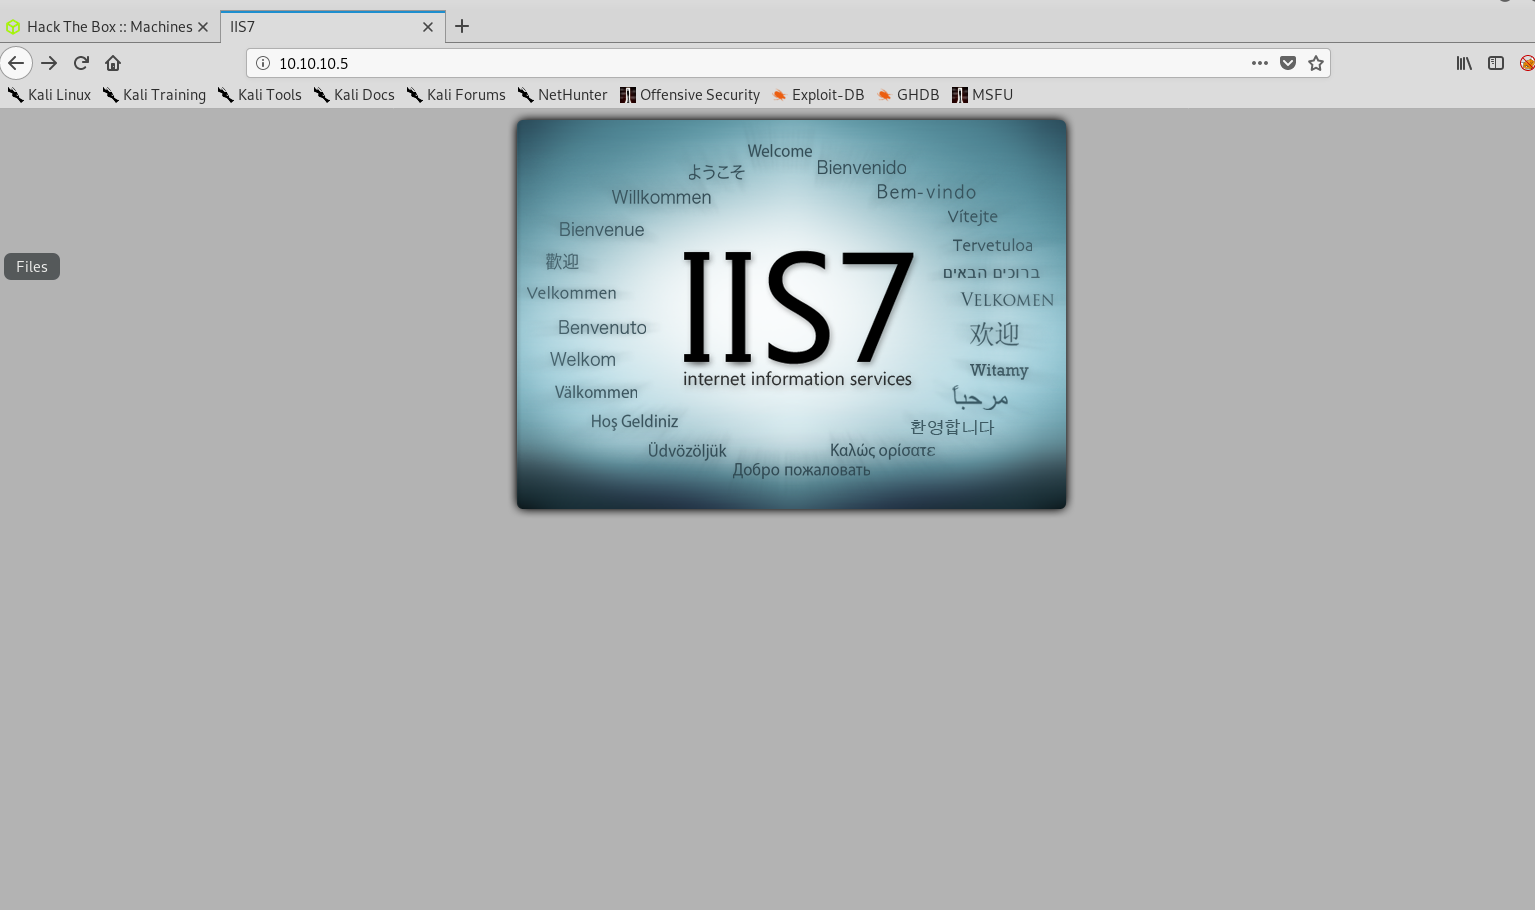 Hack The Box :: Machines
IIS7
10.10.10.5
Kali Linux Kali Training Kali Tools Kali Docs Kali Forums NetHunter Offensive Security Exploit-DB GHDB MSFU
Files
Welcome
ようこそ
Bienvenido
Willkommen
Bem-vindo
Vítejte
Bienvenue
Tervetuloa
歡迎
ברוכים הבאים
Velkommen
VELKOMEN
IIS7
Benvenuto
欢迎
Welkom
Witamy
internet information services
Välkommen
مرحباً
Hoş Geldiniz
환영합니다
Üdvözöljük
Καλώς ορίσατε
Добро пожаловать